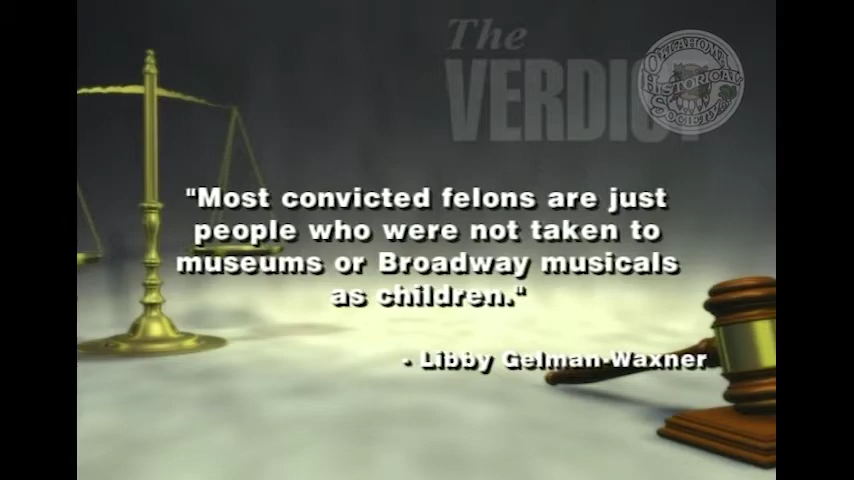 The
VERDICT
OKLAHOMA
HISTORICAL
SOCIETY
"Most convicted felons are just
people who were not taken to
museums or Broadway musicals
as children."
- Libby Gelman-Waxner